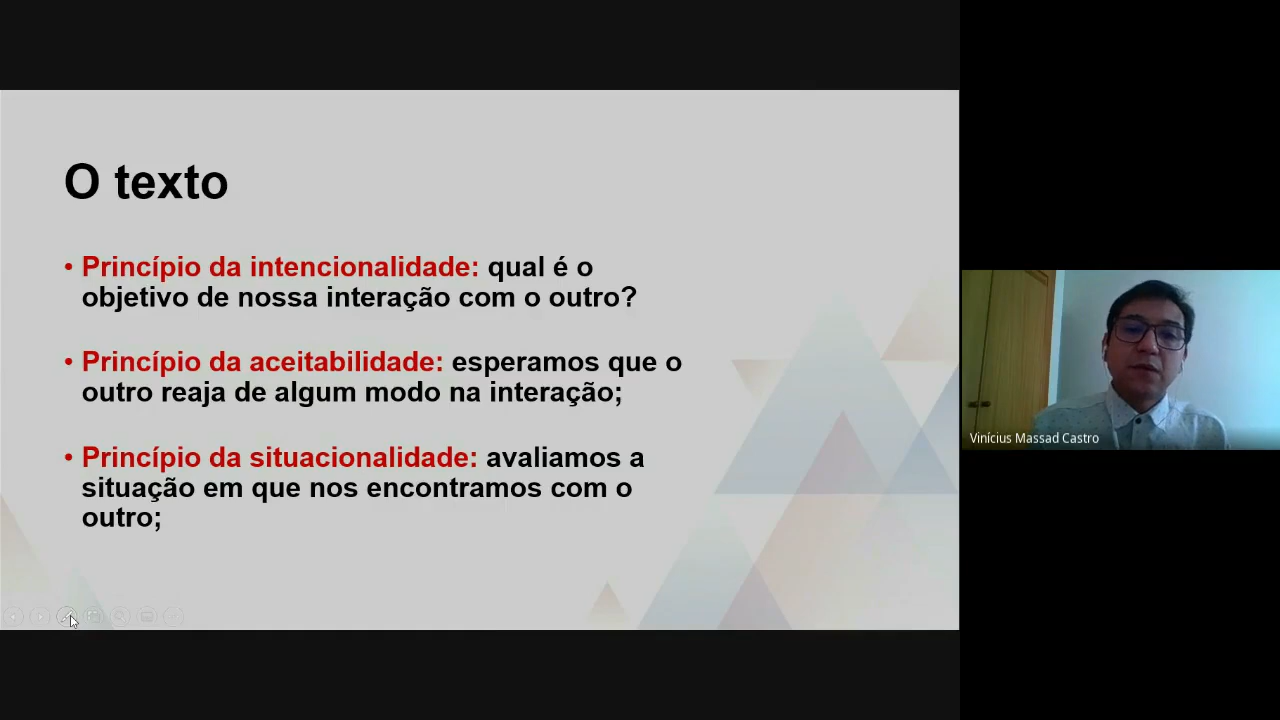 O texto
• Princípio da intencionalidade: qual é o
objetivo de nossa interação com o outro?
• Princípio da aceitabilidade: esperamos que o
outro reaja de algum modo na interação;
• Princípio da situacionalidade: avaliamos a
situação em que nos encontramos com o
outro;
Vinícius Massad Castro